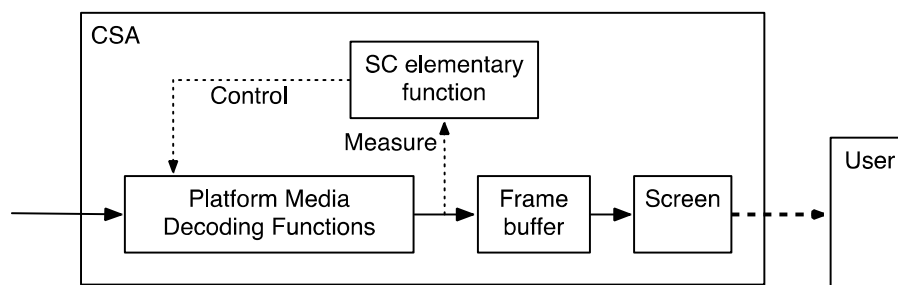 CSA
SC elementary
function
Control
Measure
User
Platform Media
Decoding Functions
Frame
buffer
Screen